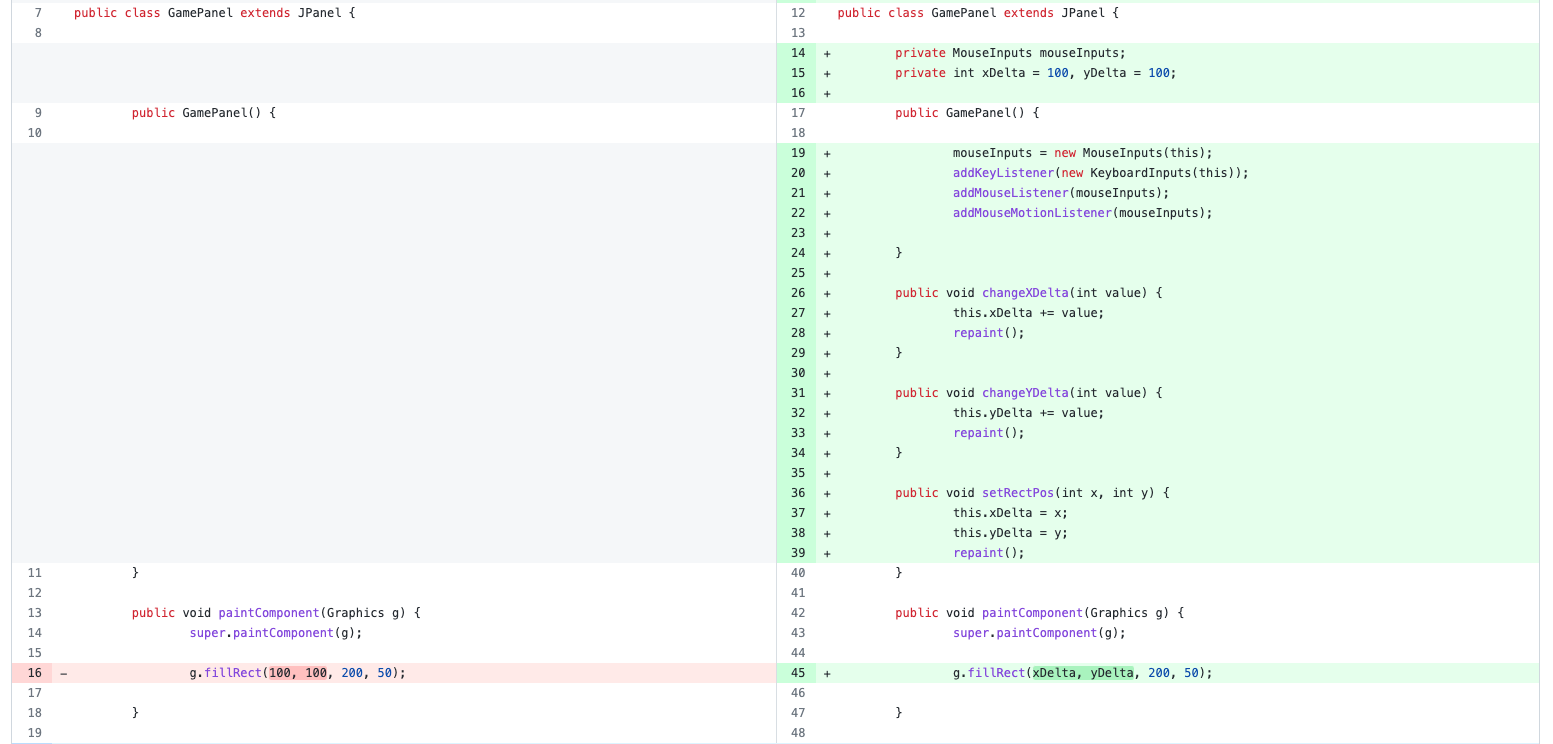 7 public class GamePanel extends JPanel {
8
9 public GamePanel() {
10
11 }
12
13 public void paintComponent(Graphics g) {
14 super.paintComponent(g);
15
16 − g.fillRect(100, 100, 200, 50);
17
18 }
19
12 public class GamePanel extends JPanel {
13
14 + private MouseInputs mouseInputs;
15 + private int xDelta = 100, yDelta = 100;
16 +
17 public GamePanel() {
18
19 + mouseInputs = new MouseInputs(this);
20 + addKeyListener(new KeyboardInputs(this));
21 + addMouseListener(mouseInputs);
22 + addMouseMotionListener(mouseInputs);
23 +
24 + }
25 +
26 + public void changeXDelta(int value) {
27 + this.xDelta += value;
28 + repaint();
29 + }
30 +
31 + public void changeYDelta(int value) {
32 + this.yDelta += value;
33 + repaint();
34 + }
35 +
36 + public void setRectPos(int x, int y) {
37 + this.xDelta = x;
38 + this.yDelta = y;
39 + repaint();
40 }
41
42 public void paintComponent(Graphics g) {
43 super.paintComponent(g);
44
45 + g.fillRect(xDelta, yDelta, 200, 50);
46
47 }
48